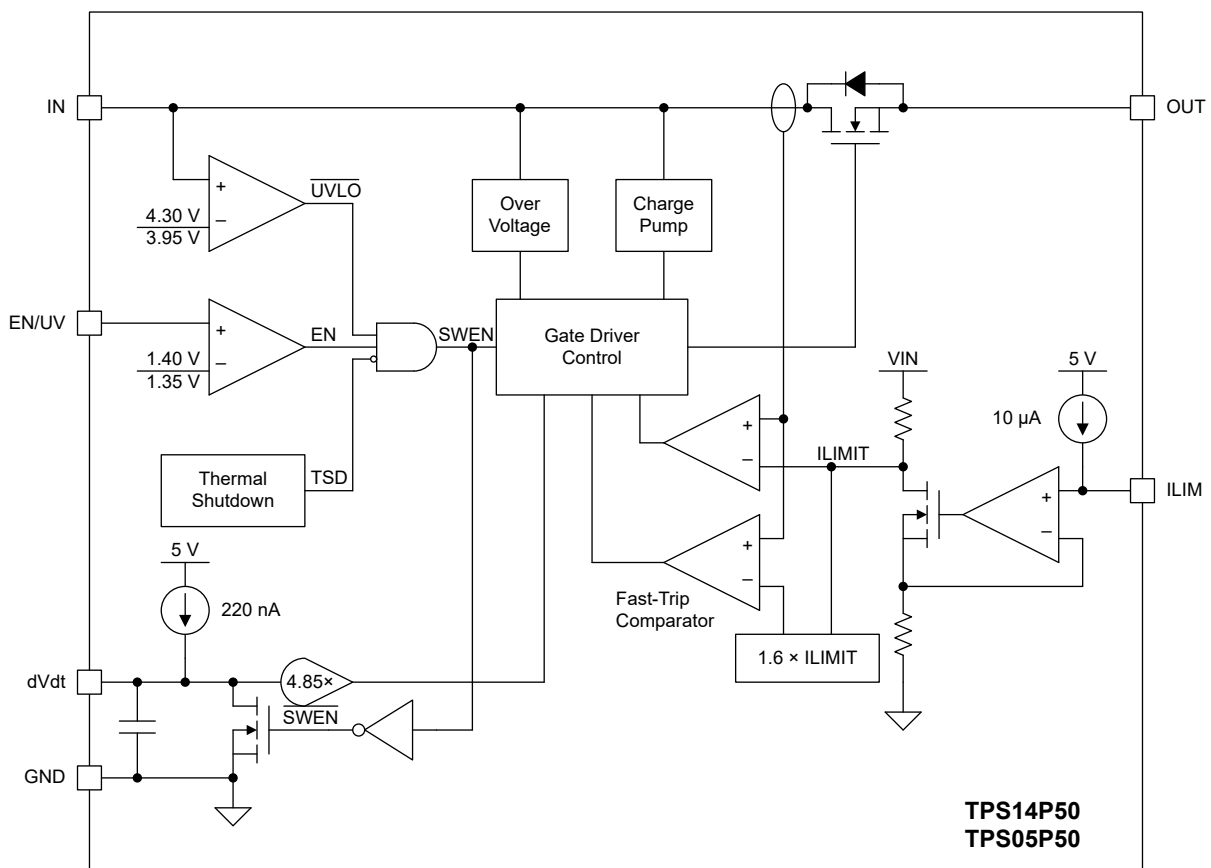 IN
OUT
+
−
4.30 V
3.95 V
UVLO
Over
Voltage
Charge
Pump
EN/UV
+
−
1.40 V
1.35 V
EN
SWEN
Gate Driver
Control
VIN
5 V
10 µA
Thermal
Shutdown
TSD
+
−
ILIMIT
+
−
ILIM
5 V
220 nA
+
−
Fast-Trip
Comparator
1.6 × ILIMIT
dVdt
4.85×
SWEN
GND
TPS14P50
TPS05P50